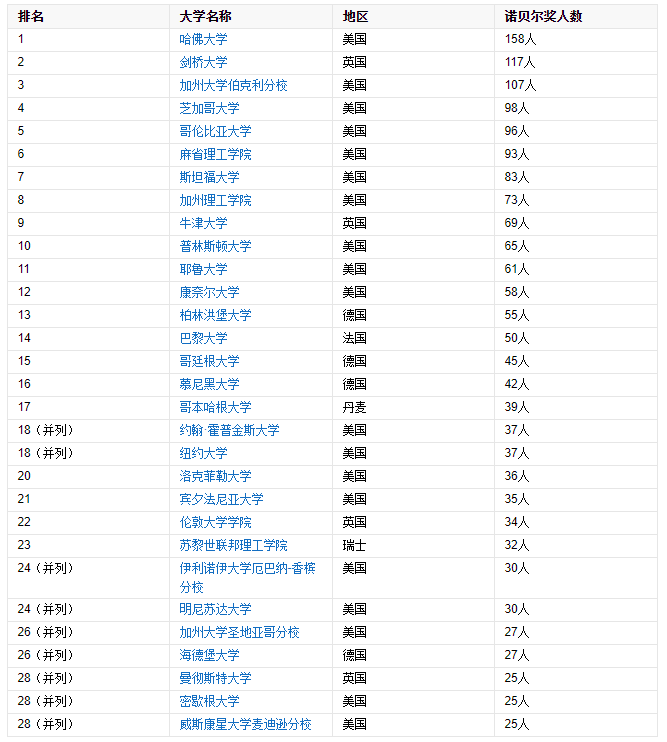 排名 大学名称 地区 诺贝尔奖人数
1 哈佛大学 美国 158人
2 剑桥大学 英国 117人
3 加州大学伯克利分校 美国 107人
4 芝加哥大学 美国 98人
5 哥伦比亚大学 美国 96人
6 麻省理工学院 美国 93人
7 斯坦福大学 美国 83人
8 加州理工学院 美国 73人
9 牛津大学 英国 69人
10 普林斯顿大学 美国 65人
11 耶鲁大学 美国 61人
12 康奈尔大学 美国 58人
13 柏林洪堡大学 德国 55人
14 巴黎大学 法国 50人
15 哥廷根大学 德国 45人
16 慕尼黑大学 德国 42人
17 哥本哈根大学 丹麦 39人
18（并列） 约翰·霍普金斯大学 美国 37人
18（并列） 纽约大学 美国 37人
20 洛克菲勒大学 美国 36人
21 宾夕法尼亚大学 美国 35人
22 伦敦大学学院 英国 34人
23 苏黎世联邦理工学院 瑞士 32人
24（并列） 伊利诺伊大学厄巴纳-香槟 美国 30人
分校
24（并列） 明尼苏达大学 美国 30人
26（并列） 加州大学圣地亚哥分校 美国 27人
26（并列） 海德堡大学 德国 27人
28（并列） 曼彻斯特大学 英国 25人
28（并列） 密歇根大学 美国 25人
28（并列） 威斯康星大学麦迪逊分校 美国 25人